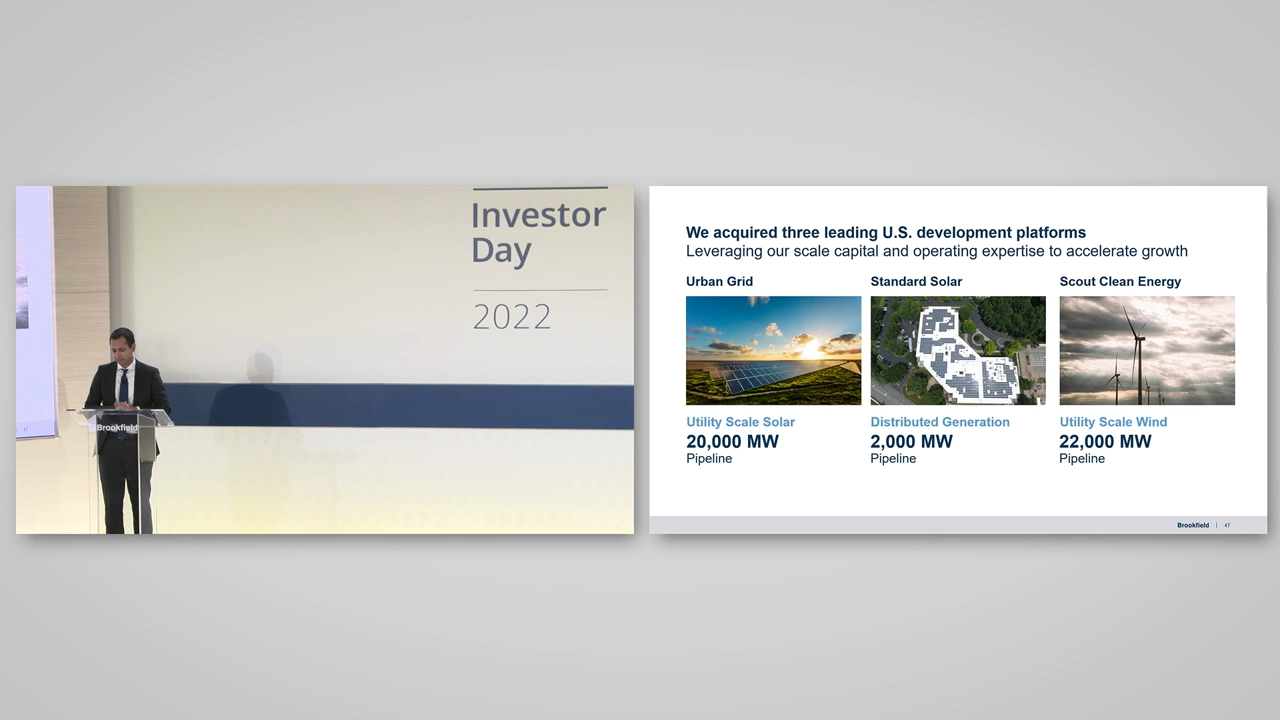 Investor
Day
2022
Brookfield
We acquired three leading U.S. development platforms
Leveraging our scale capital and operating expertise to accelerate growth
Urban Grid
Standard Solar
Scout Clean Energy
Utility Scale Solar
20,000 MW
Pipeline
Distributed Generation
2,000 MW
Pipeline
Utility Scale Wind
22,000 MW
Pipeline
Brookfield | 47